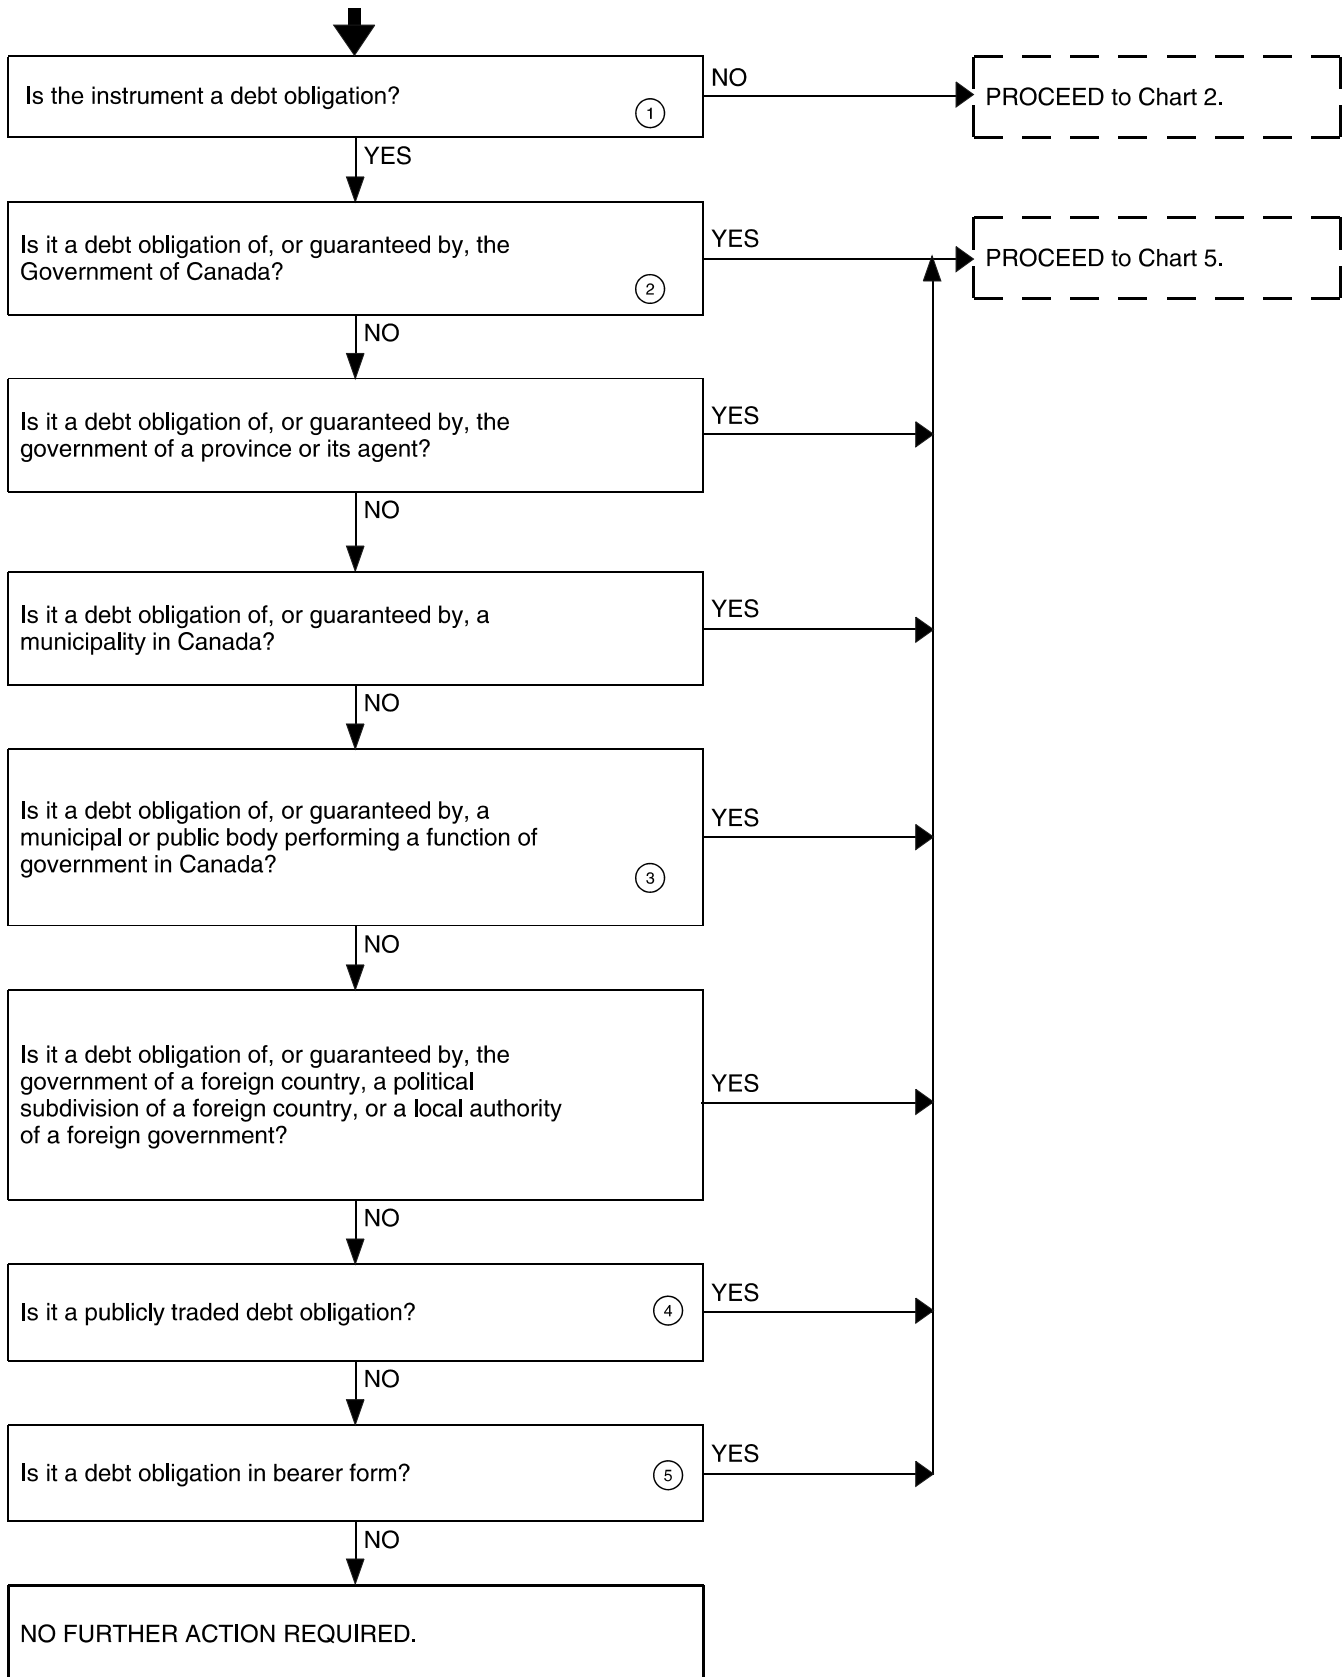 Is the instrument a debt obligation?
1
NO
PROCEED to Chart 2.
YES
Is it a debt obligation of, or guaranteed by, the
Government of Canada?
2
YES
PROCEED to Chart 5.
NO
Is it a debt obligation of, or guaranteed by, the
government of a province or its agent?
YES
NO
Is it a debt obligation of, or guaranteed by, a
municipality in Canada?
YES
NO
Is it a debt obligation of, or guaranteed by, a
municipal or public body performing a function of
government in Canada?
3
YES
NO
Is it a debt obligation of, or guaranteed by, the
government of a foreign country, a political
subdivision of a foreign country, or a local authority
of a foreign government?
YES
NO
Is it a publicly traded debt obligation?
4
YES
NO
Is it a debt obligation in bearer form?
5
YES
NO
NO FURTHER ACTION REQUIRED.